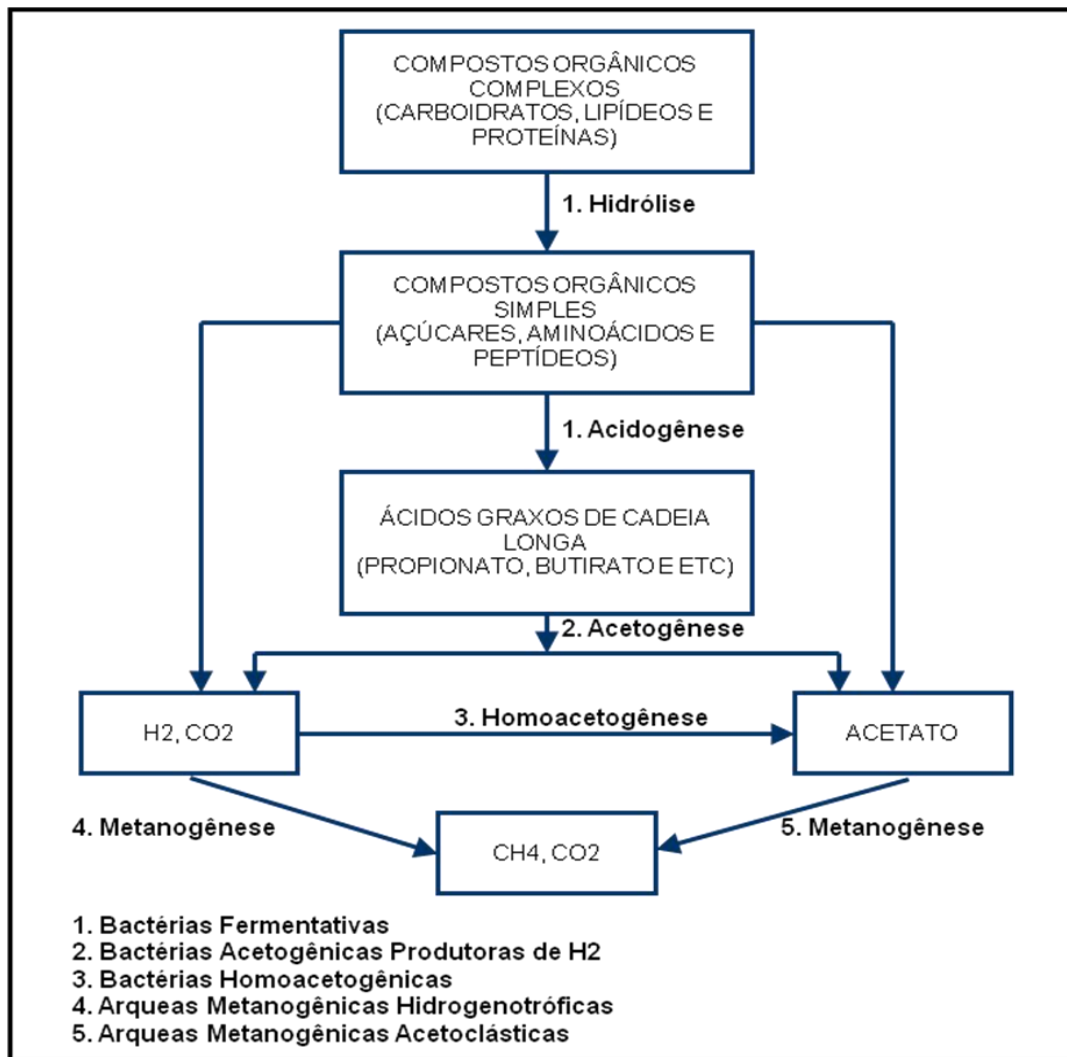 COMPOSTOS ORGÂNICOS
COMPLEXOS
(CARBOIDRATOS, LIPÍDEOS E
PROTEÍNAS)
1. Hidrólise
COMPOSTOS ORGÂNICOS
SIMPLES
(AÇÚCARES, AMINOÁCIDOS E
PEPTÍDEOS)
1. Acidogênese
ÁCIDOS GRAXOS DE CADEIA
LONGA
(PROPIONATO, BUTIRATO E ETC)
2. Acetogênese
H2, CO2
3. Homoacetogênese
ACETATO
4. Metanogênese
5. Metanogênese
CH4, CO2
1. Bactérias Fermentativas
2. Bactérias Acetogênicas Produtoras de H2
3. Bactérias Homoacetogênicas
4. Arqueas Metanogênicas Hidrogenotróficas
5. Arqueas Metanogênicas Acetoclásticas